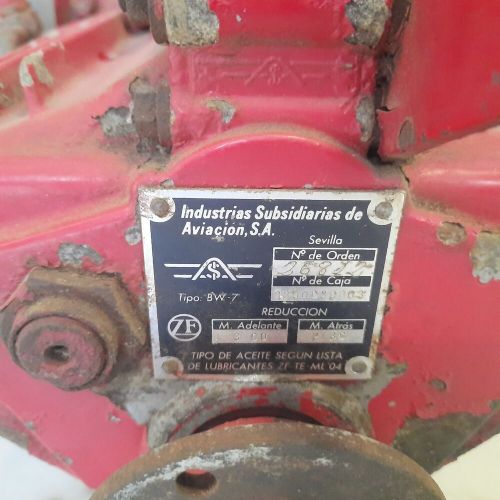 Industrias Subsidiarias de
Aviación, S.A.
Sevilla
Nº de Orden
Nº de Caja
Tipo: BW-7
REDUCCION
ZF
M. Adelante
M. Atrás
TIPO DE ACEITE SEGUN LISTA
DE LUBRICANTES ZF TE-ML 04